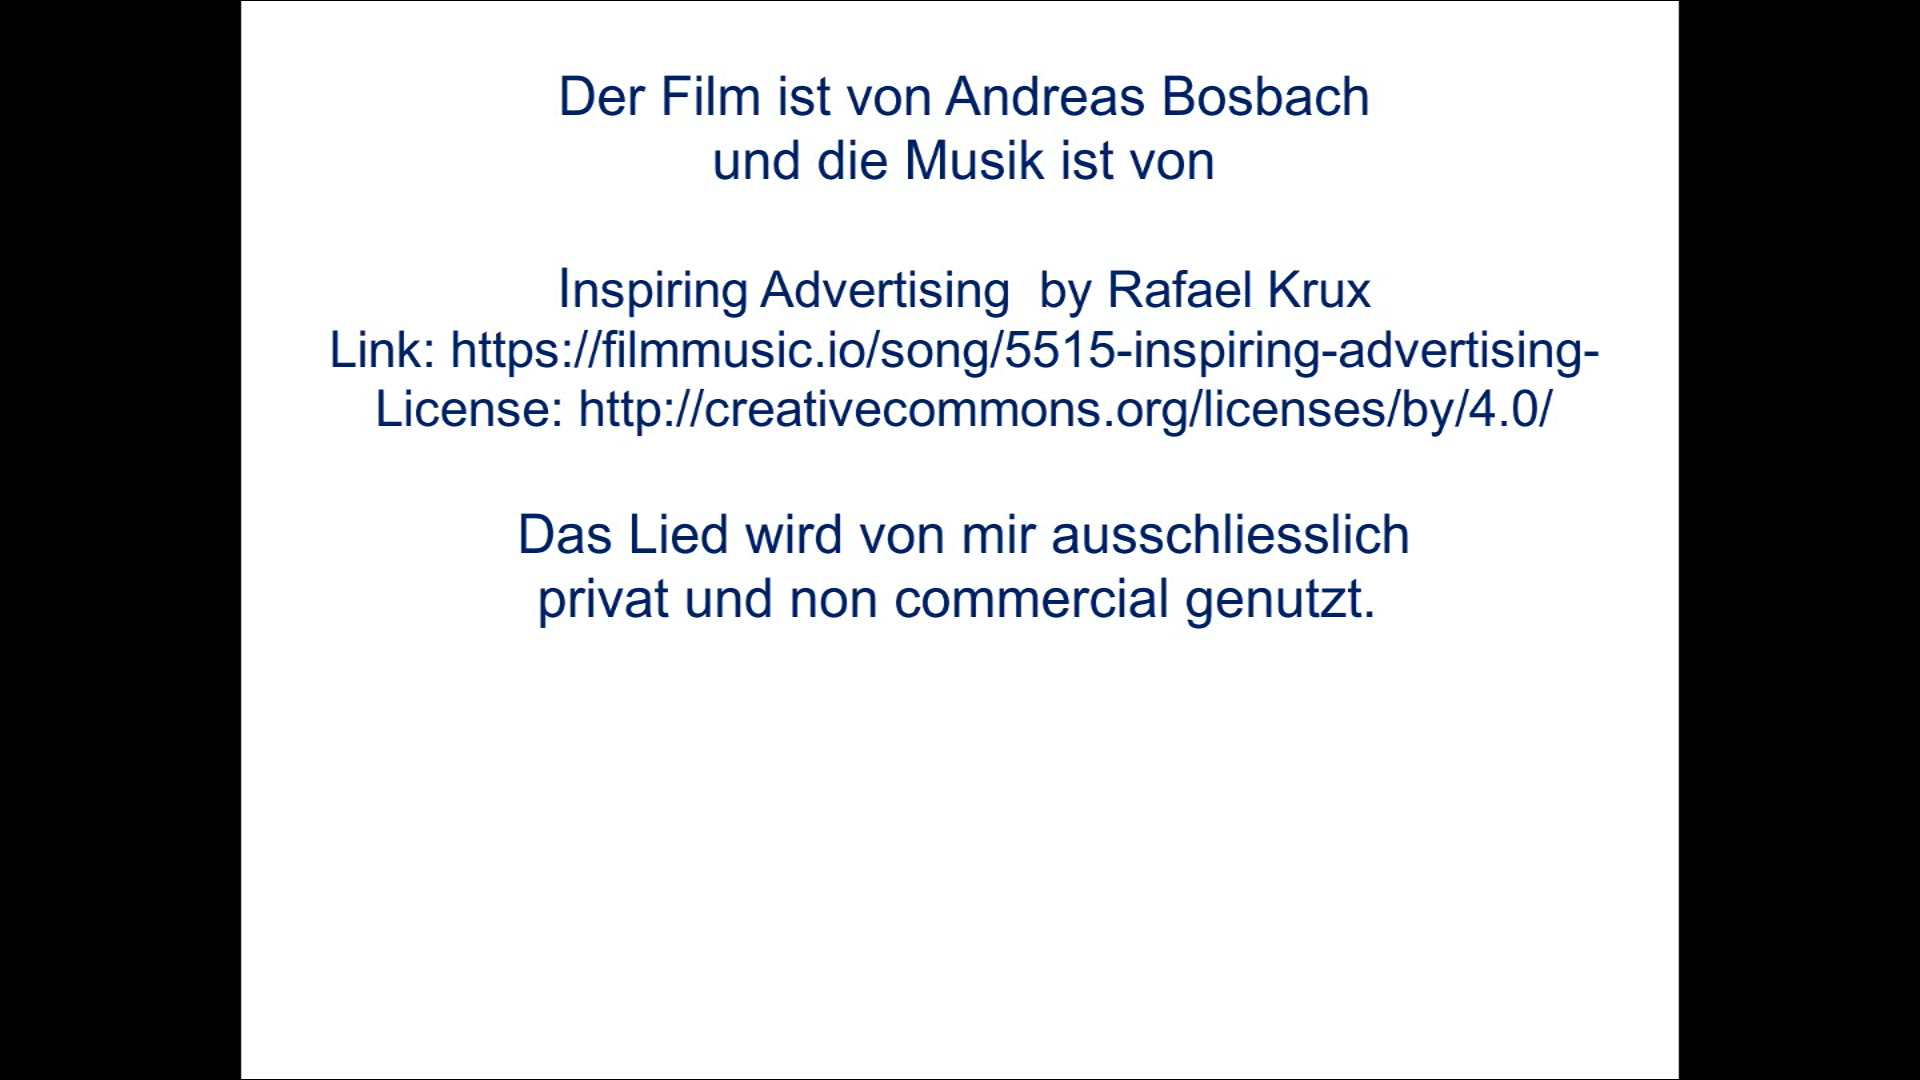 Der Film ist von Andreas Bosbach
und die Musik ist von
Inspiring Advertising  by Rafael Krux
Link: https://filmmusic.io/song/5515-inspiring-advertising-
License: http://creativecommons.org/licenses/by/4.0/
Das Lied wird von mir ausschliesslich
privat und non commercial genutzt.